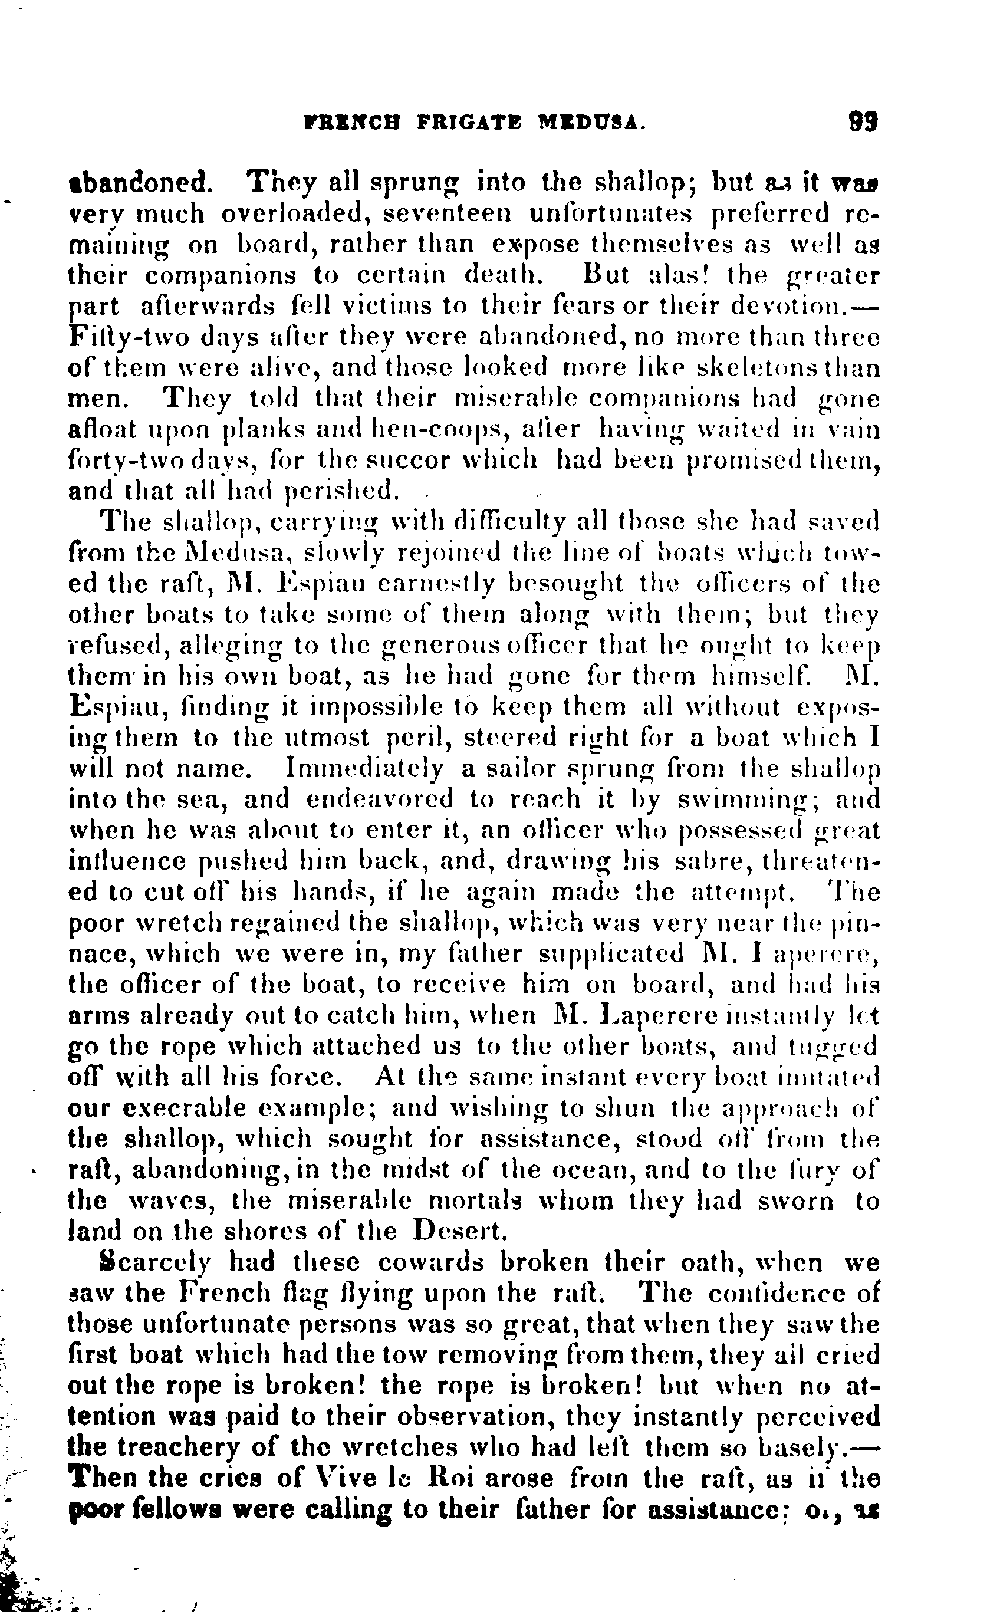 FRENCH FRIGATE MEDUSA. 99
abandoned. They all sprung into the shallop; but as it was
very much overloaded, seventeen unfortunates preferred re-
maining on board, rather than expose themselves as well as
their companions to certain death. But alas! the greater
part afterwards fell victims to their fears or their devotion.—
Fifty-two days after they were abandoned, no more than three
of them were alive, and those looked more like skeletons than
men. They told that their miserable companions had gone
afloat upon planks and hen-coops, after having waited in vain
forty-two days, for the succor which had been promised them,
and that all had perished.
The shallop, carrying with difficulty all those she had saved
from the Medusa, slowly rejoined the line of boats which tow-
ed the raft, M. Espiau earnestly besought the officers of the
other boats to take some of them along with them; but they
refused, alleging to the generous officer that he ought to keep
them in his own boat, as he had gone for them himself. M.
Espiau, finding it impossible to keep them all without expos-
ing them to the utmost peril, steered right for a boat which I
will not name. Immediately a sailor sprung from the shallop
into the sea, and endeavored to reach it by swimming; and
when he was about to enter it, an officer who possessed great
influence pushed him back, and, drawing his sabre, threaten-
ed to cut off his hands, if he again made the attempt. The
poor wretch regained the shallop, which was very near the pin-
nace, which we were in, my father supplicated M. Laperere,
the officer of the boat, to receive him on board, and had his
arms already out to catch him, when M. Laperere instantly let
go the rope which attached us to the other boats, and tugged
off with all his force. At the same instant every boat imitated
our execrable example; and wishing to shun the approach of
the shallop, which sought for assistance, stood off from the
raft, abandoning, in the midst of the ocean, and to the fury of
the waves, the miserable mortals whom they had sworn to
land on the shores of the Desert.
Scarcely had these cowards broken their oath, when we
saw the French flag flying upon the raft. The confidence of
those unfortunate persons was so great, that when they saw the
first boat which had the tow removing from them, they all cried
out the rope is broken! the rope is broken! but when no at-
tention was paid to their observation, they instantly perceived
the treachery of the wretches who had left them so basely.—
Then the cries of Vive le Roi arose from the raft, as if the
poor fellows were calling to their father for assistance; or, as